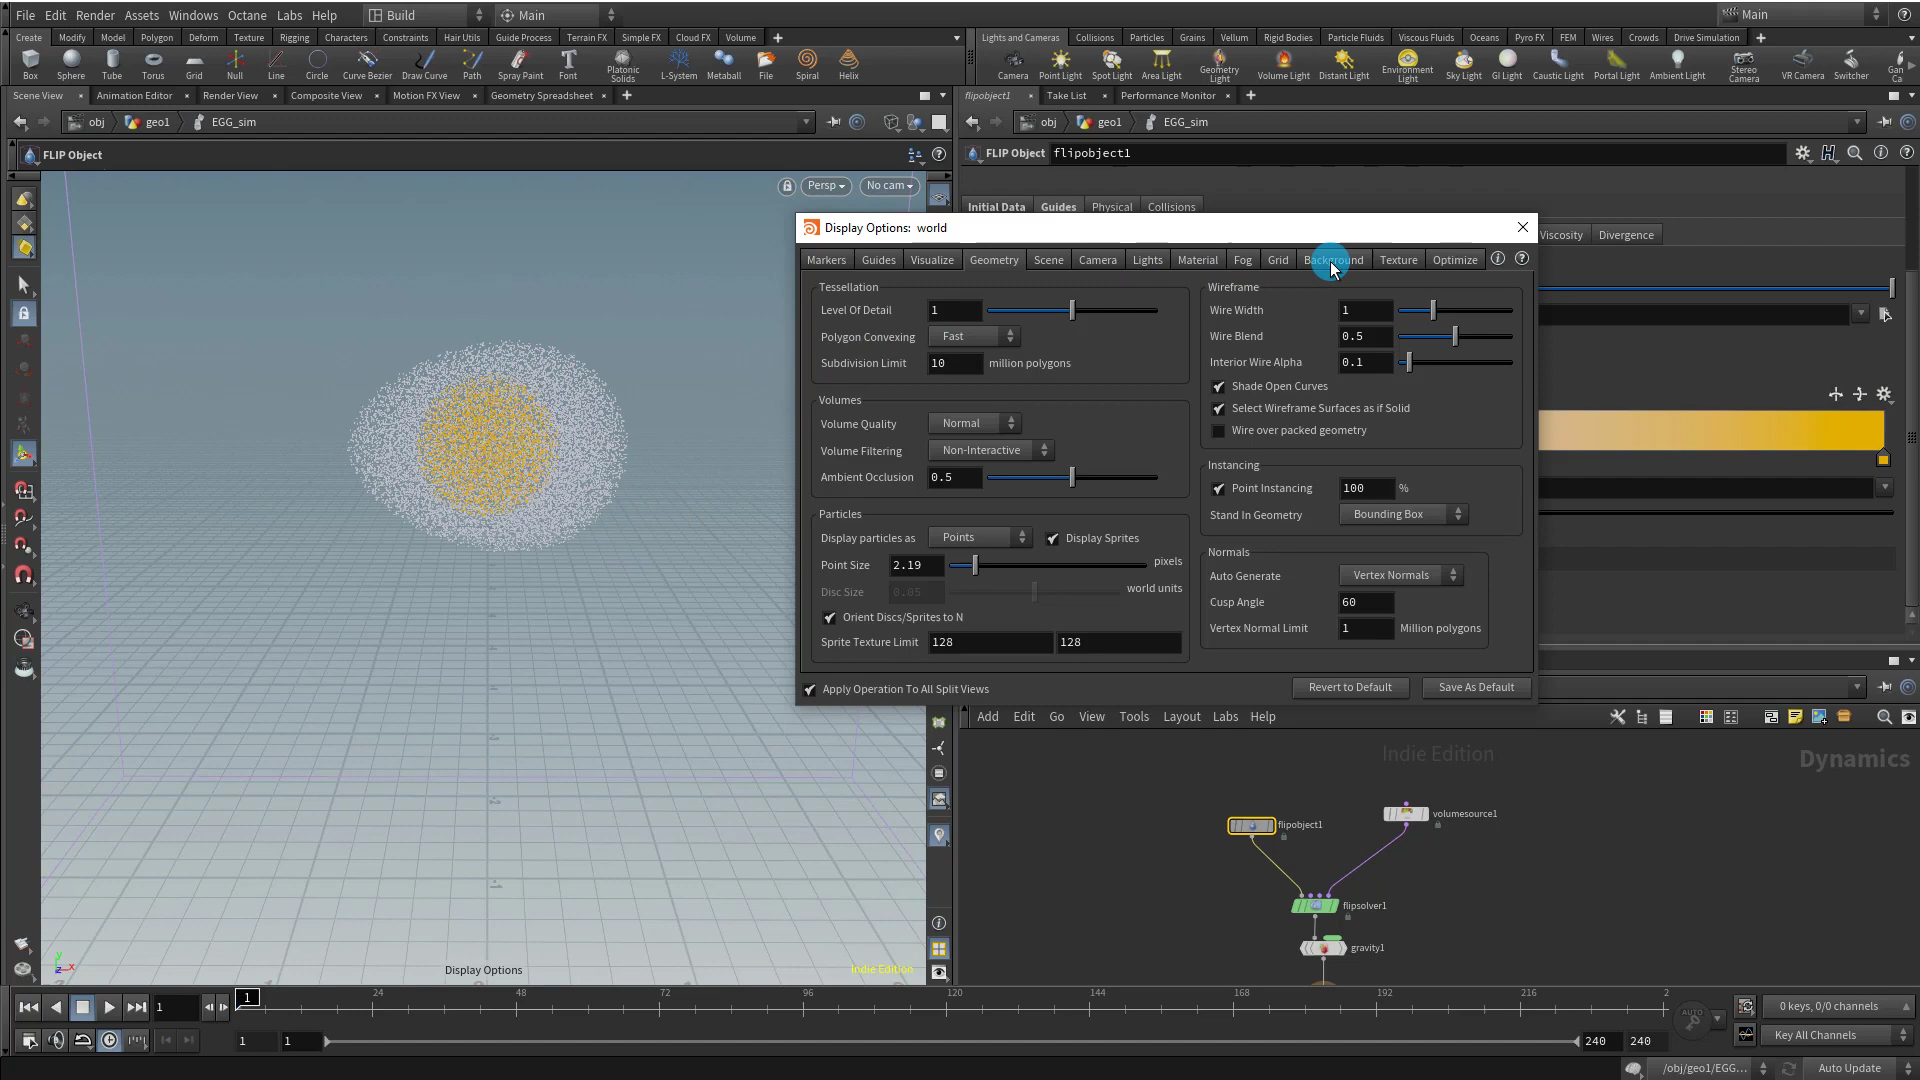 File Edit Render Assets Windows Octane Labs Help Build Main Main
Create Modify Model Polygon Deform Texture Rigging Characters Constraints Hair Utils Guide Process Terrain FX Simple FX Cloud FX Volume
Lights and Cameras Collisions Particles Grains Vellum Rigid Bodies Particle Fluids Viscous Fluids Oceans Pyro FX FEM Wires Crowds Drive Simulation
Box Sphere Tube Torus Grid Null Line Circle Curve Bezier Draw Curve Path Spray Paint Font Platonic Solids L-System Metaball File Spiral Helix
Camera Point Light Spot Light Area Light Geometry Light Volume Light Distant Light Environment Light Sky Light GI Light Caustic Light Portal Light Ambient Light Stereo Camera VR Camera Switcher Gan Ca
Scene View Animation Editor Render View Composite View Motion FX View Geometry Spreadsheet
flipobject1 Take List Performance Monitor
obj geo1 EGG_sim
obj geo1 EGG_sim
FLIP Object
FLIP Object flipobject1
Persp No cam
Initial Data Guides Physical Collisions
Viscosity Divergence
Display Options: world
Markers Guides Visualize Geometry Scene Camera Lights Material Fog Grid Background Texture Optimize
Tessellation
Level Of Detail 1
Polygon Convexing Fast
Subdivision Limit 10 million polygons
Volumes
Volume Quality Normal
Volume Filtering Non-Interactive
Ambient Occlusion 0.5
Particles
Display particles as Points Display Sprites
Point Size 2.19 pixels
Disc Size 0.05 world units
Orient Discs/Sprites to N
Sprite Texture Limit 128 128
Wireframe
Wire Width 1
Wire Blend 0.5
Interior Wire Alpha 0.1
Shade Open Curves
Select Wireframe Surfaces as if Solid
Wire over packed geometry
Instancing
Point Instancing 100 %
Stand In Geometry Bounding Box
Normals
Auto Generate Vertex Normals
Cusp Angle 60
Vertex Normal Limit 1 Million polygons
Apply Operation To All Split Views Revert to Default Save As Default
Add Edit Go View Tools Layout Labs Help
Indie Edition
Dynamics
flipobject1
volumesource1
flipsolver1
gravity1
Display Options
Indie Edition
1 1 24 48 72 96 120 144 168 192 216 2
0 keys, 0/0 channels
AUTO
1 1 240 240 Key All Channels
/obj/geo1/EGG... Auto Update